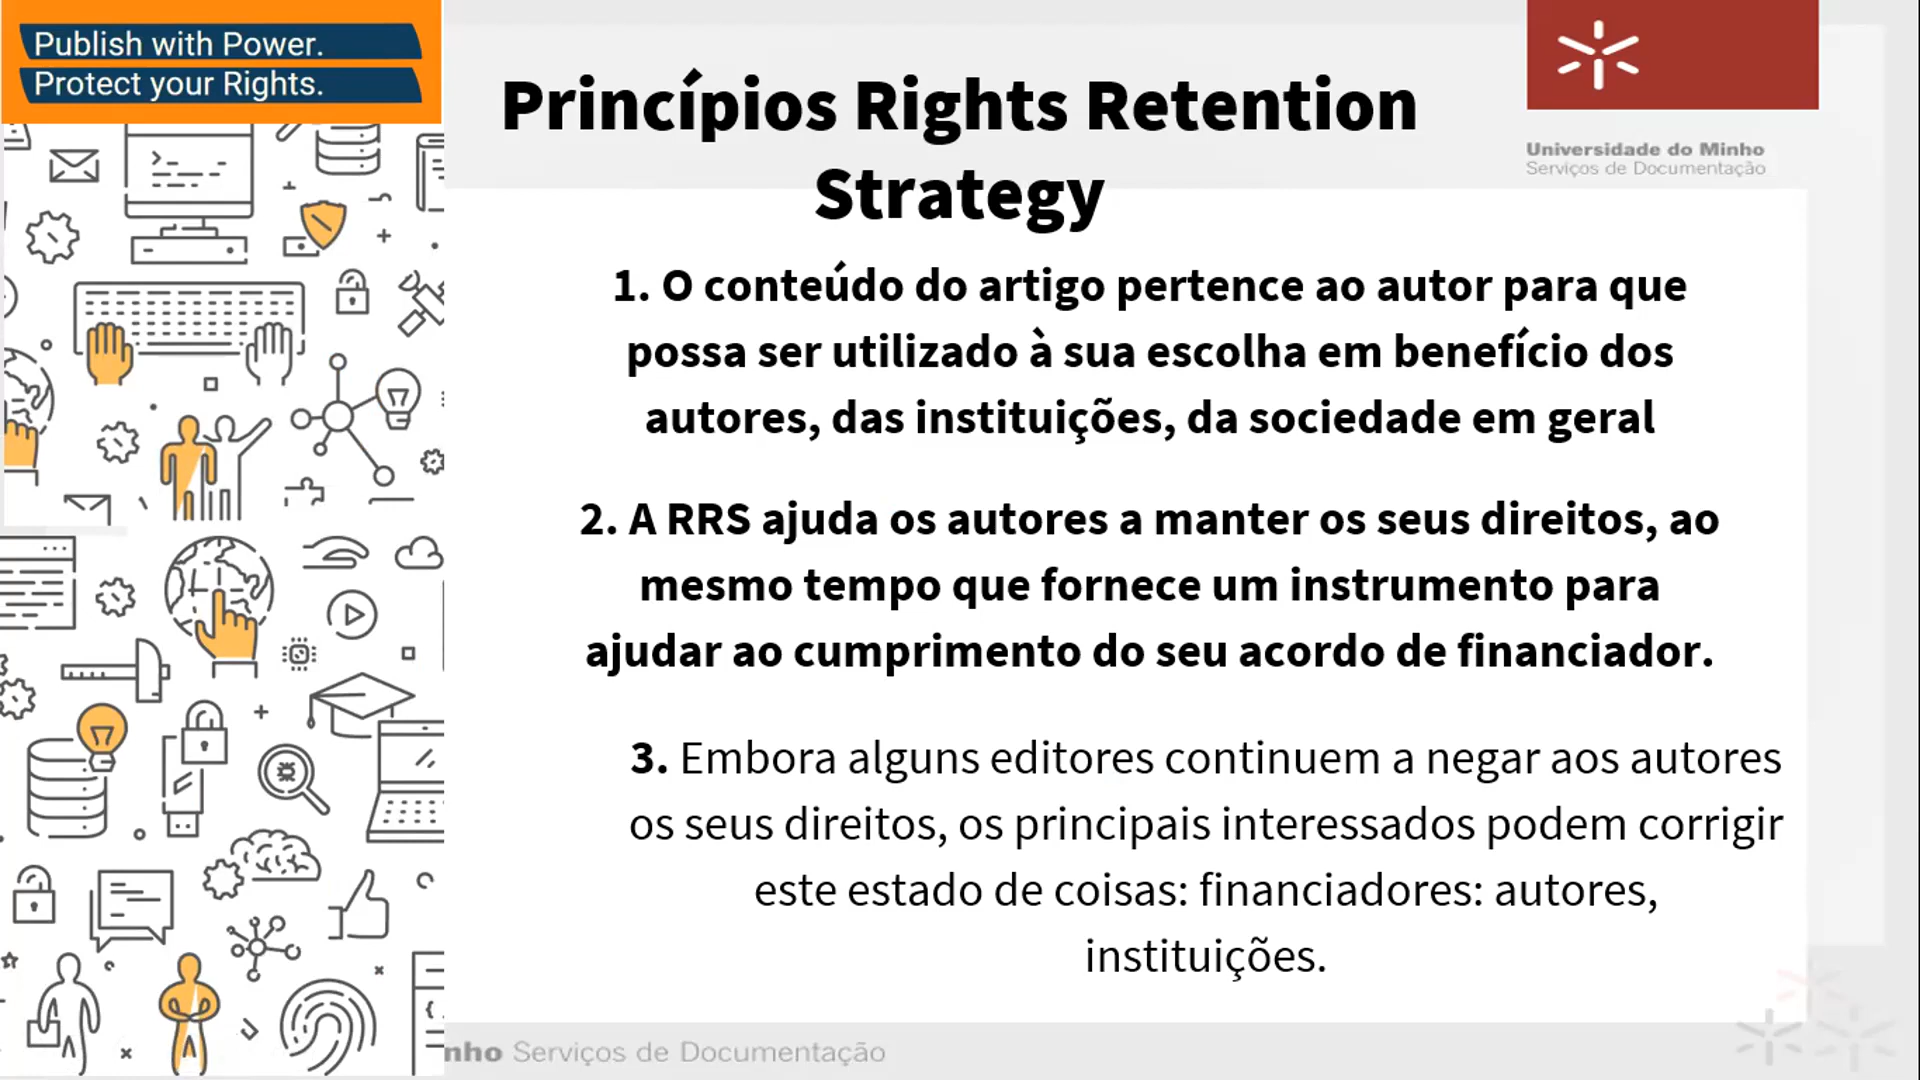 Publish with Power.
Protect your Rights.
Princípios Rights Retention
Strategy
Universidade do Minho
Serviços de Documentação
1. O conteúdo do artigo pertence ao autor para que
possa ser utilizado à sua escolha em benefício dos
autores, das instituições, da sociedade em geral
2. A RRS ajuda os autores a manter os seus direitos, ao
mesmo tempo que fornece um instrumento para
ajudar ao cumprimento do seu acordo de financiador.
3. Embora alguns editores continuem a negar aos autores
os seus direitos, os principais interessados podem corrigir
este estado de coisas: financiadores: autores,
instituições.
nho Serviços de Documentação